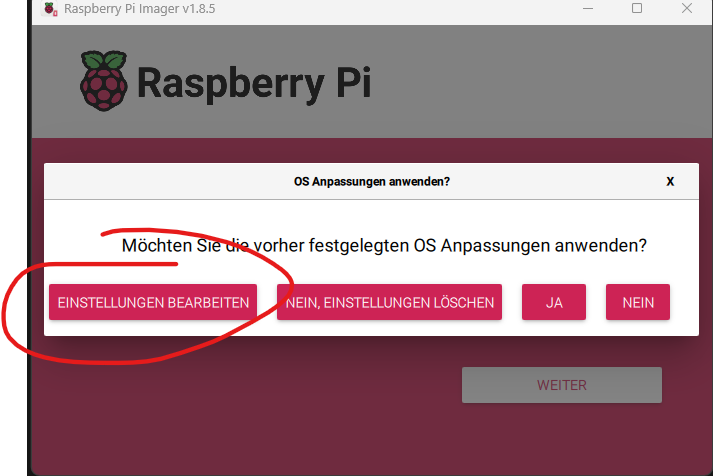 Raspberry Pi Imager v1.8.5
Raspberry Pi
OS Anpassungen anwenden?
X
Möchten Sie die vorher festgelegten OS Anpassungen anwenden?
EINSTELLUNGEN BEARBEITEN
NEIN, EINSTELLUNGEN LÖSCHEN
JA
NEIN
WEITER